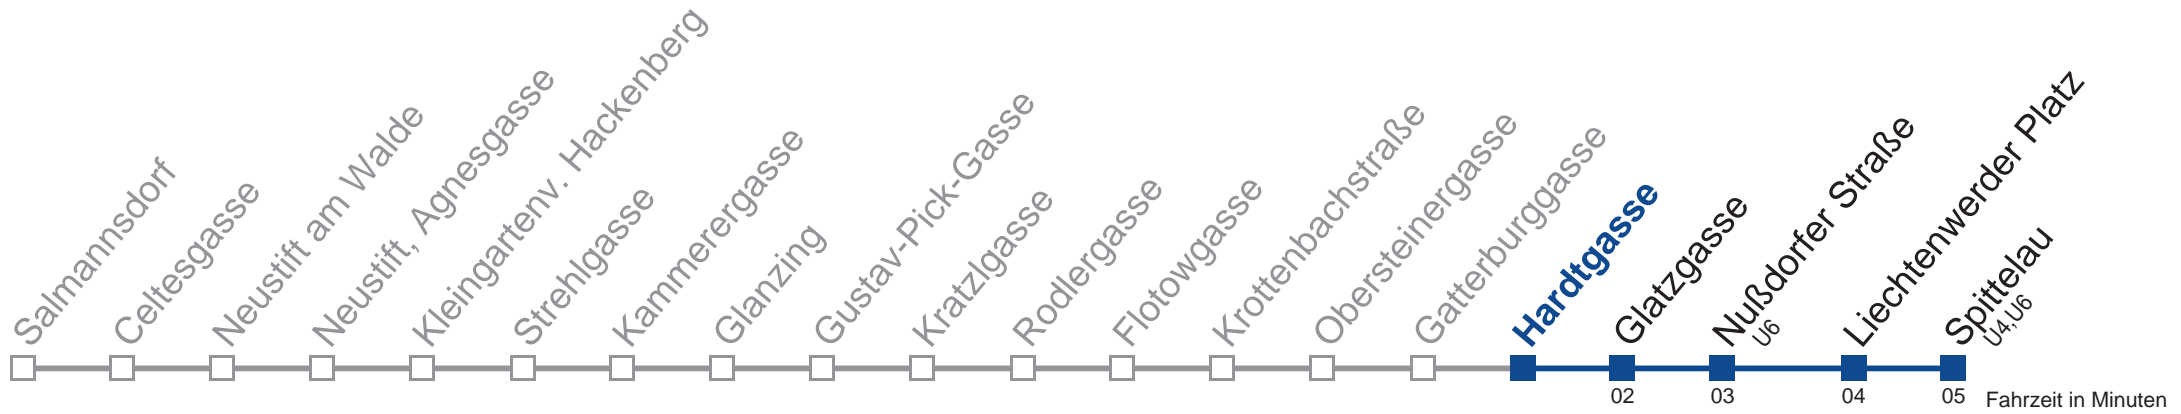 Salmannsdorf
Celtesgasse
Neustift am Walde
Neustift, Agnesgasse
Kleingartenv. Hackenberg
Strehlgasse
Kammerergasse
Glanzing
Gustav-Pick-Gasse
Kratzlgasse
Rodlergasse
Flotowgasse
Krottenbachstraße
Obersteinergasse
Gatterburggasse
Hardtgasse
Glatzgasse
Nußdorfer Straße
U6
Liechtenwerder Platz
Spittelau
U4,U6
02 03 04 05 Fahrzeit in Minuten